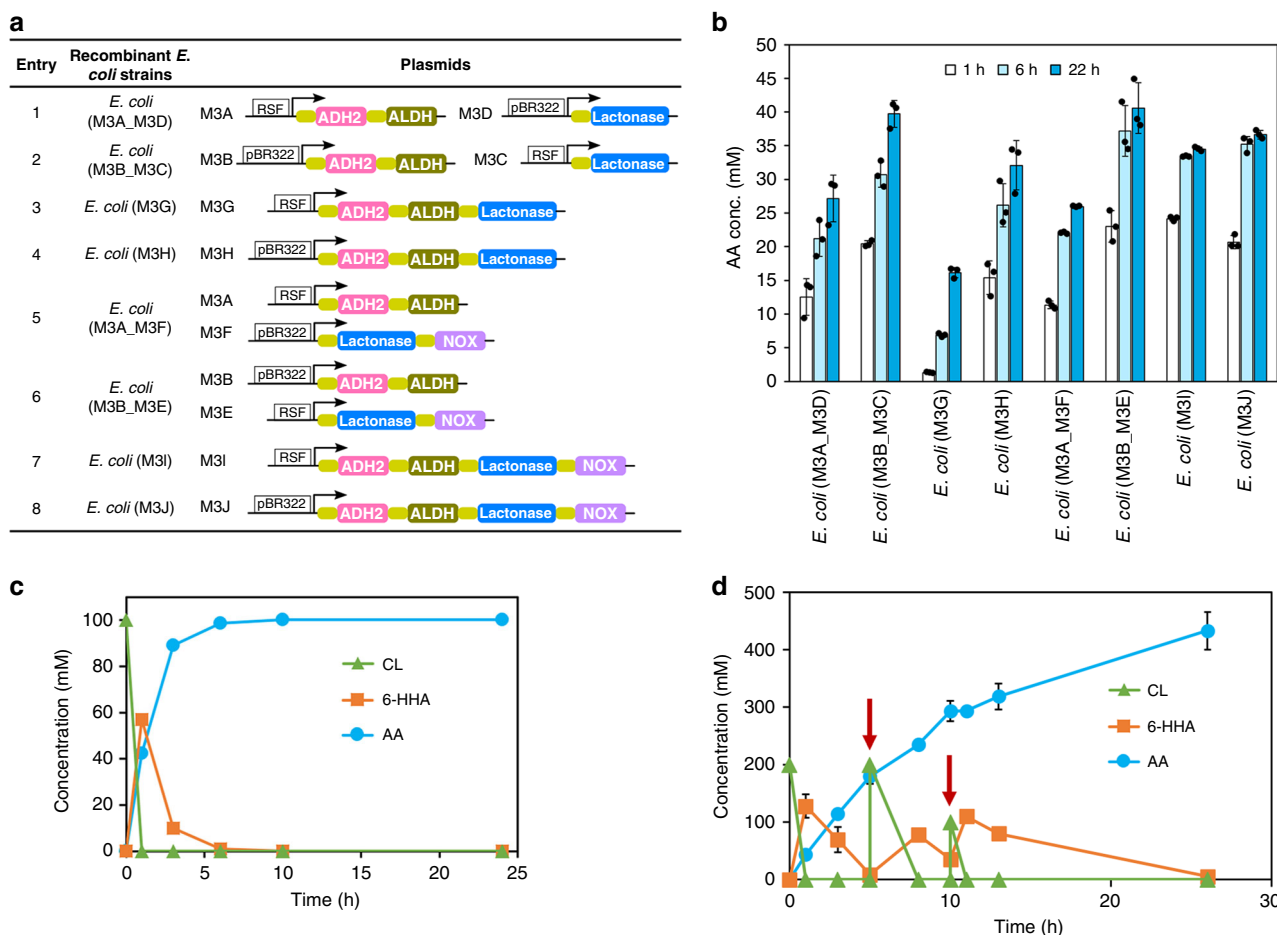 a
Entry Recombinant E. coli strains Plasmids
1 E. coli (M3A_M3D) M3A RSF ADH2 ALDH M3D pBR322 Lactonase
2 E. coli (M3B_M3C) M3B pBR322 ADH2 ALDH M3C RSF Lactonase
3 E. coli (M3G) M3G RSF ADH2 ALDH Lactonase
4 E. coli (M3H) M3H pBR322 ADH2 ALDH Lactonase
5 E. coli (M3A_M3F) M3A RSF ADH2 ALDH
M3F pBR322 Lactonase NOX
6 E. coli (M3B_M3E) M3B pBR322 ADH2 ALDH
M3E RSF Lactonase NOX
7 E. coli (M3I) M3I RSF ADH2 ALDH Lactonase NOX
8 E. coli (M3J) M3J pBR322 ADH2 ALDH Lactonase NOX
b
AA conc. (mM)
50
45
40
35
30
25
20
15
10
5
0
1 h 6 h 22 h
E. coli (M3A_M3D)
E. coli (M3B_M3C)
E. coli (M3G)
E. coli (M3H)
E. coli (M3A_M3F)
E. coli (M3B_M3E)
E. coli (M3I)
E. coli (M3J)
c
Concentration (mM)
100
80
60
40
20
0
CL
6-HHA
AA
0 5 10 15 20 25
Time (h)
d
Concentration (mM)
500
400
300
200
100
0
CL
6-HHA
AA
0 10 20 30
Time (h)